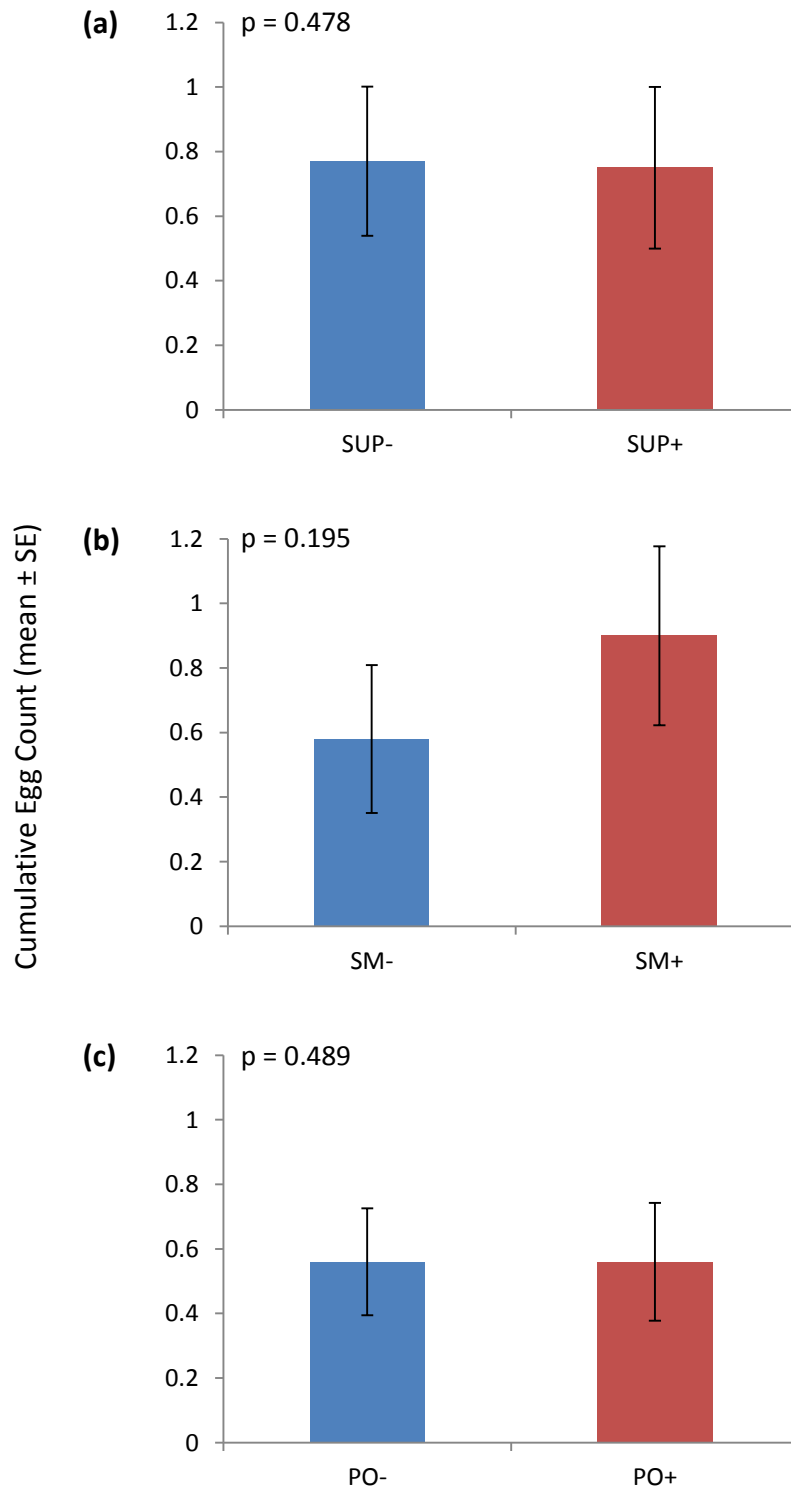 (a)
p = 0.478
1.2
1
0.8
0.6
0.4
0.2
0
SUP-
SUP+
Cumulative Egg Count (mean ± SE)
(b)
p = 0.195
1.2
1
0.8
0.6
0.4
0.2
0
SM-
SM+
(c)
p = 0.489
1.2
1
0.8
0.6
0.4
0.2
0
PO-
PO+